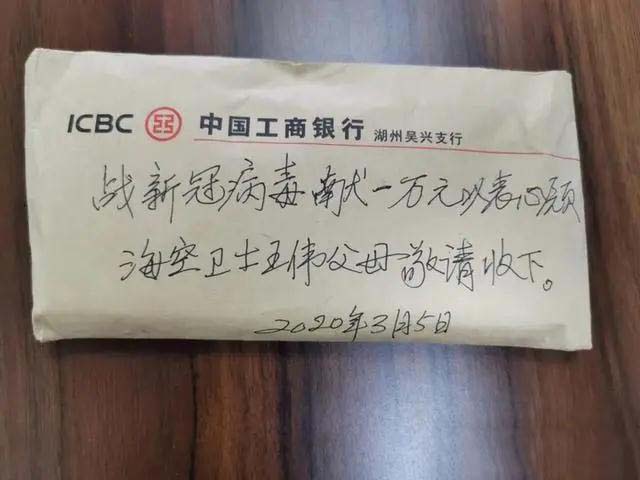 ICBC 中国工商银行 湖州吴兴支行
战新冠病毒献一万元以表心愿
海空卫士王伟父母敬请收下。
2020年3月5日